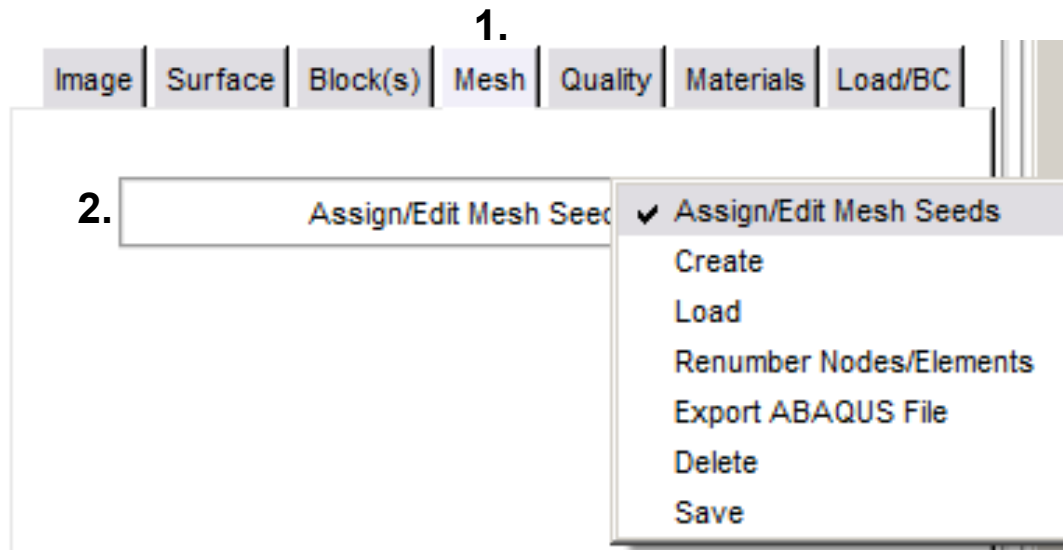 1.
Image Surface Block(s) Mesh Quality Materials Load/BC
2. Assign/Edit Mesh Seed
✔ Assign/Edit Mesh Seeds
Create
Load
Renumber Nodes/Elements
Export ABAQUS File
Delete
Save